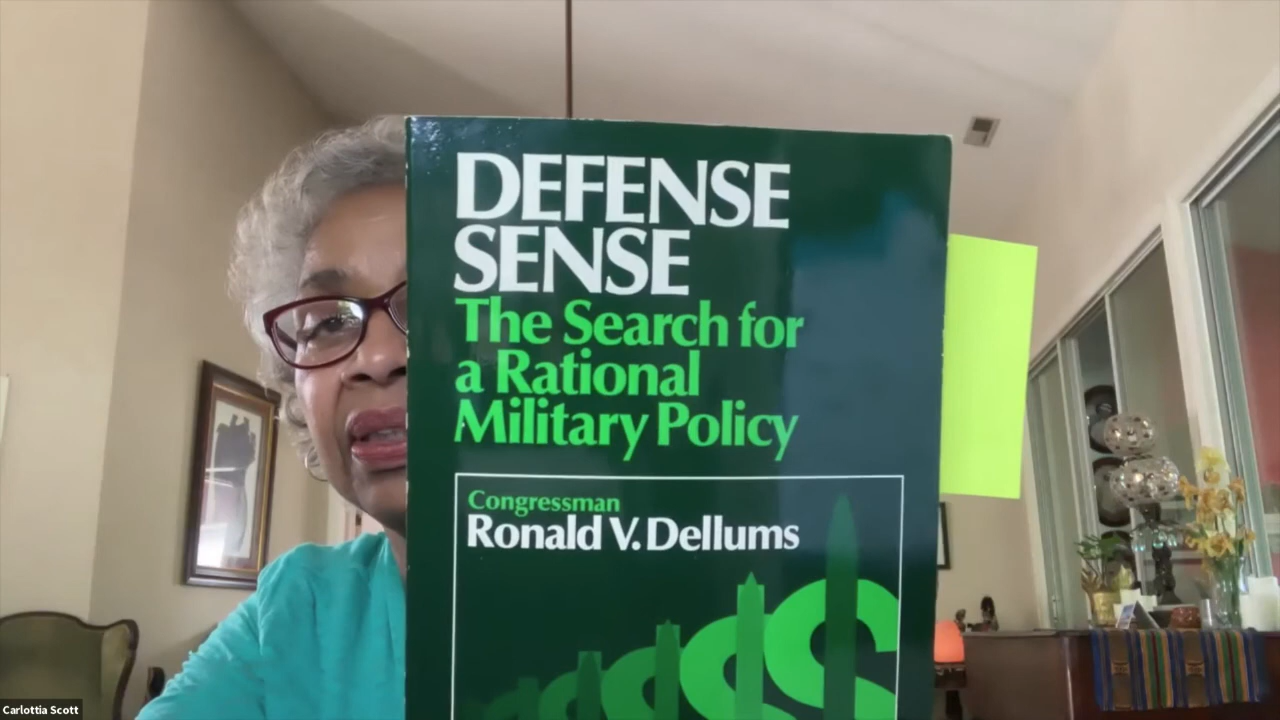 DEFENSE
SENSE
The Search for
a Rational
Military Policy
Congressman
Ronald V. Dellums
Carlottia Scott